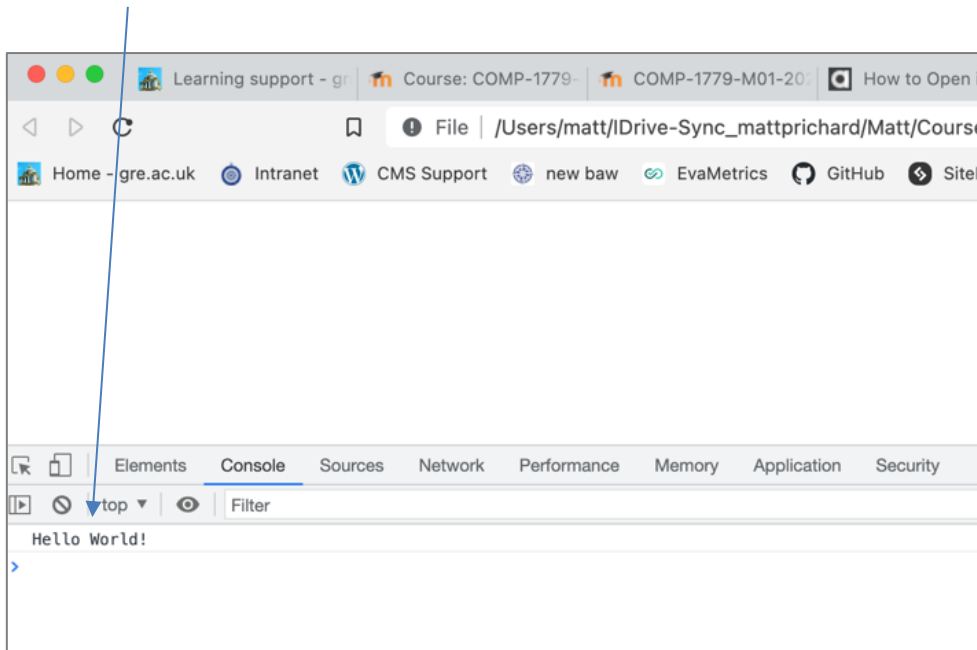 Learning support - gr Course: COMP-1779- COMP-1779-M01-20 How to Open i
File /Users/matt/IDrive-Sync_mattprichard/Matt/Course
Home - gre.ac.uk Intranet CMS Support new baw EvaMetrics GitHub Sitel
Elements Console Sources Network Performance Memory Application Security
top Filter
Hello World!
>